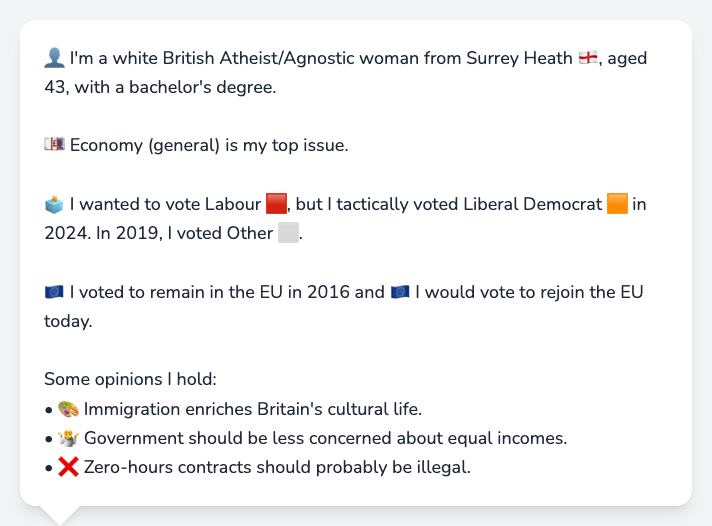 👤 I'm a white British Atheist/Agnostic woman from Surrey Heath 🏴󠁧󠁢󠁥󠁮󠁧󠁿, aged
43, with a bachelor's degree.
💷 Economy (general) is my top issue.
🗳️ I wanted to vote Labour 🟥, but I tactically voted Liberal Democrat 🟧 in
2024. In 2019, I voted Other ⬜.
🇪🇺 I voted to remain in the EU in 2016 and 🇪🇺 I would vote to rejoin the EU
today.
Some opinions I hold:
• 🎨 Immigration enriches Britain's cultural life.
• 🤷 Government should be less concerned about equal incomes.
• ❌ Zero-hours contracts should probably be illegal.